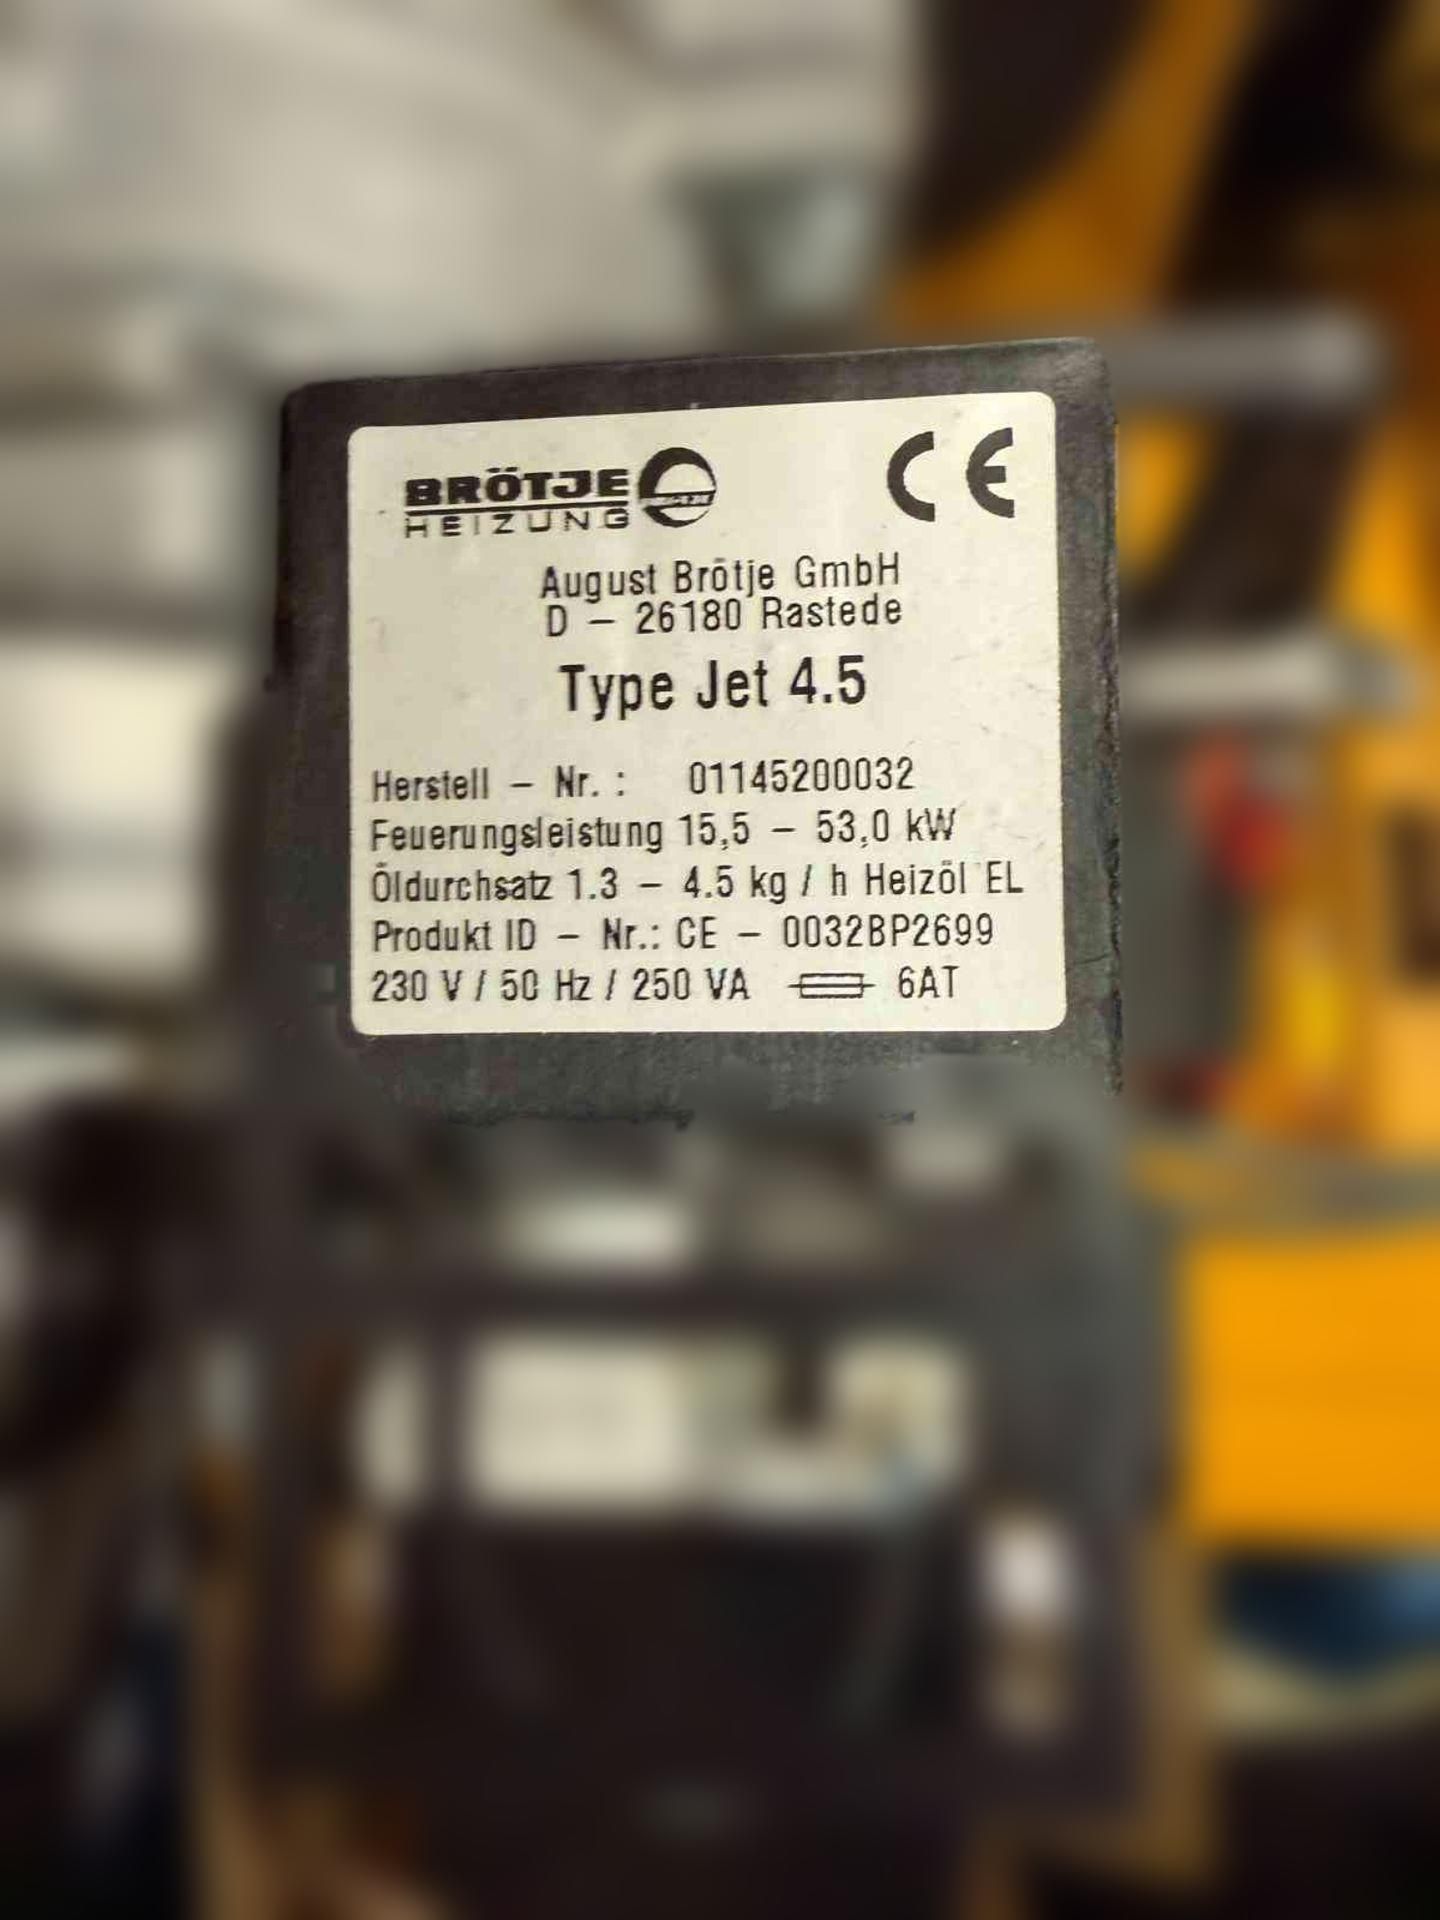 BRÖTJE
HEIZUNG
CE
August Brötje GmbH
D – 26180 Rastede
Type Jet 4.5
Herstell – Nr. : 01145200032
Feuerungsleistung 15,5 – 53,0 kW
Öldurchsatz 1.3 – 4.5 kg / h Heizöl EL
Produkt ID – Nr.: CE – 0032BP2699
230 V / 50 Hz / 250 VA 6AT